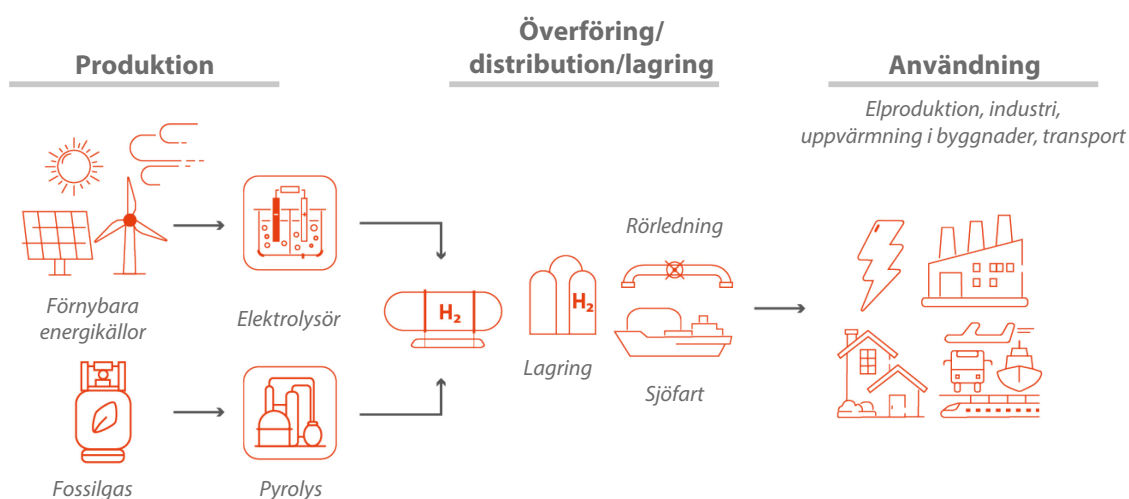 Produktion
Överföring/
distribution/lagring
Användning
Elproduktion, industri,
uppvärmning i byggnader, transport
Förnybara
energikällor
Elektrolysör
H₂
H₂
Lagring
Rörledning
Sjöfart
Fossilgas
Pyrolys